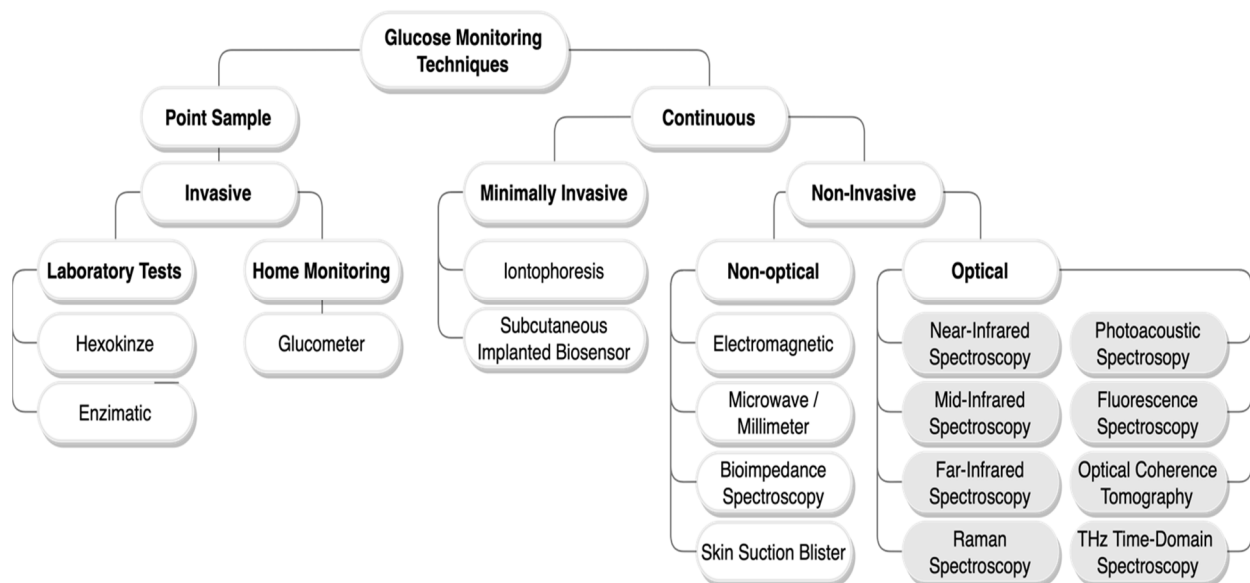 Glucose Monitoring
Techniques
Point Sample
Continuous
Invasive
Minimally Invasive
Non-Invasive
Laboratory Tests
Home Monitoring
Iontophoresis
Non-optical
Optical
Hexokinze
Glucometer
Subcutaneous
Implanted Biosensor
Electromagnetic
Near-Infrared
Spectroscopy
Photoacoustic
Spectrosopy
Enzimatic
Microwave /
Millimeter
Mid-Infrared
Spectroscopy
Fluorescence
Spectroscopy
Bioimpedance
Spectroscopy
Far-Infrared
Spectroscopy
Optical Coherence
Tomography
Skin Suction Blister
Raman
Spectroscopy
THz Time-Domain
Spectroscopy